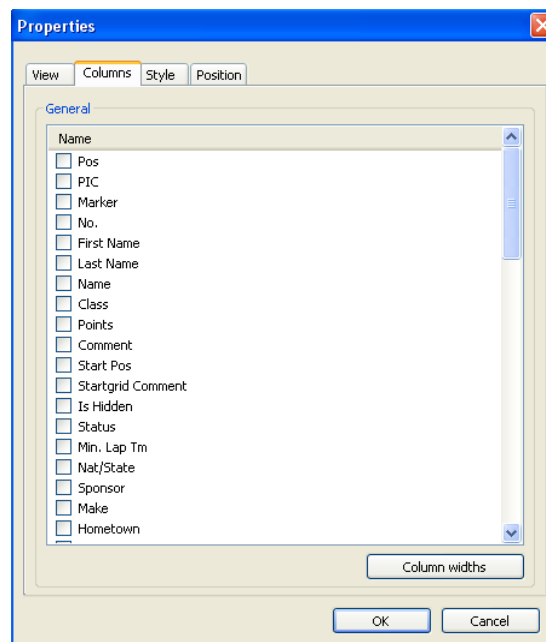 Properties
View Columns Style Position
General
Name
Pos
PIC
Marker
No.
First Name
Last Name
Name
Class
Points
Comment
Start Pos
Startgrid Comment
Is Hidden
Status
Min. Lap Tm
Nat/State
Sponsor
Make
Hometown
Column widths
OK Cancel